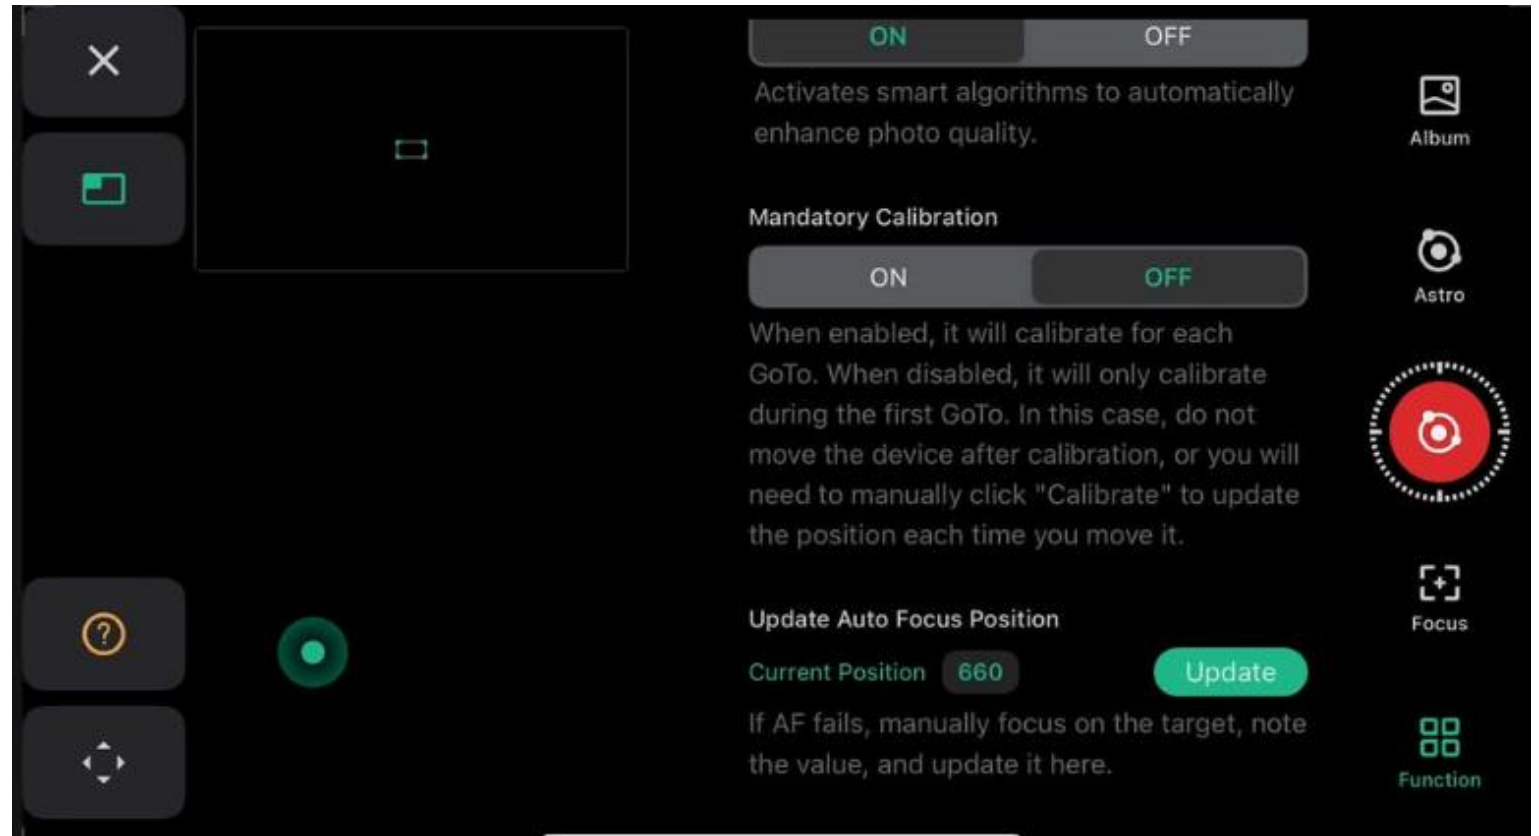 ON
OFF
Activates smart algorithms to automatically
enhance photo quality.
Mandatory Calibration
ON
OFF
When enabled, it will calibrate for each
GoTo. When disabled, it will only calibrate
during the first GoTo. In this case, do not
move the device after calibration, or you will
need to manually click "Calibrate" to update
the position each time you move it.
Update Auto Focus Position
Current Position 660
Update
If AF fails, manually focus on the target, note
the value, and update it here.
Album
Astro
Focus
Function
?